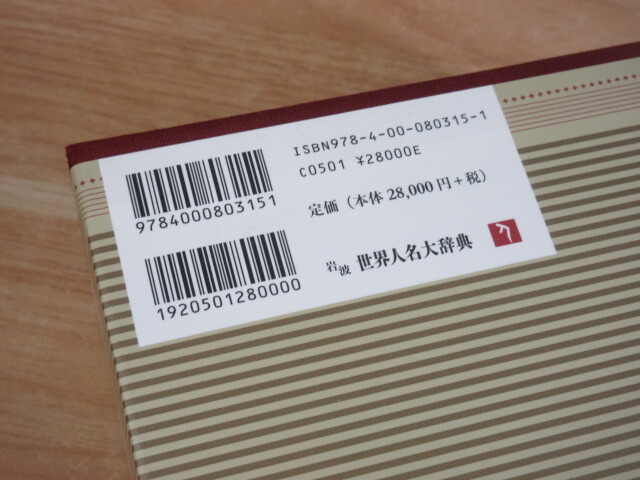 ISBN978-4-00-080315-1
C0501 ¥28000E
9784000803151
定価(本体 28,000 円+税)
1920501280000
岩波 世界人名大辞典